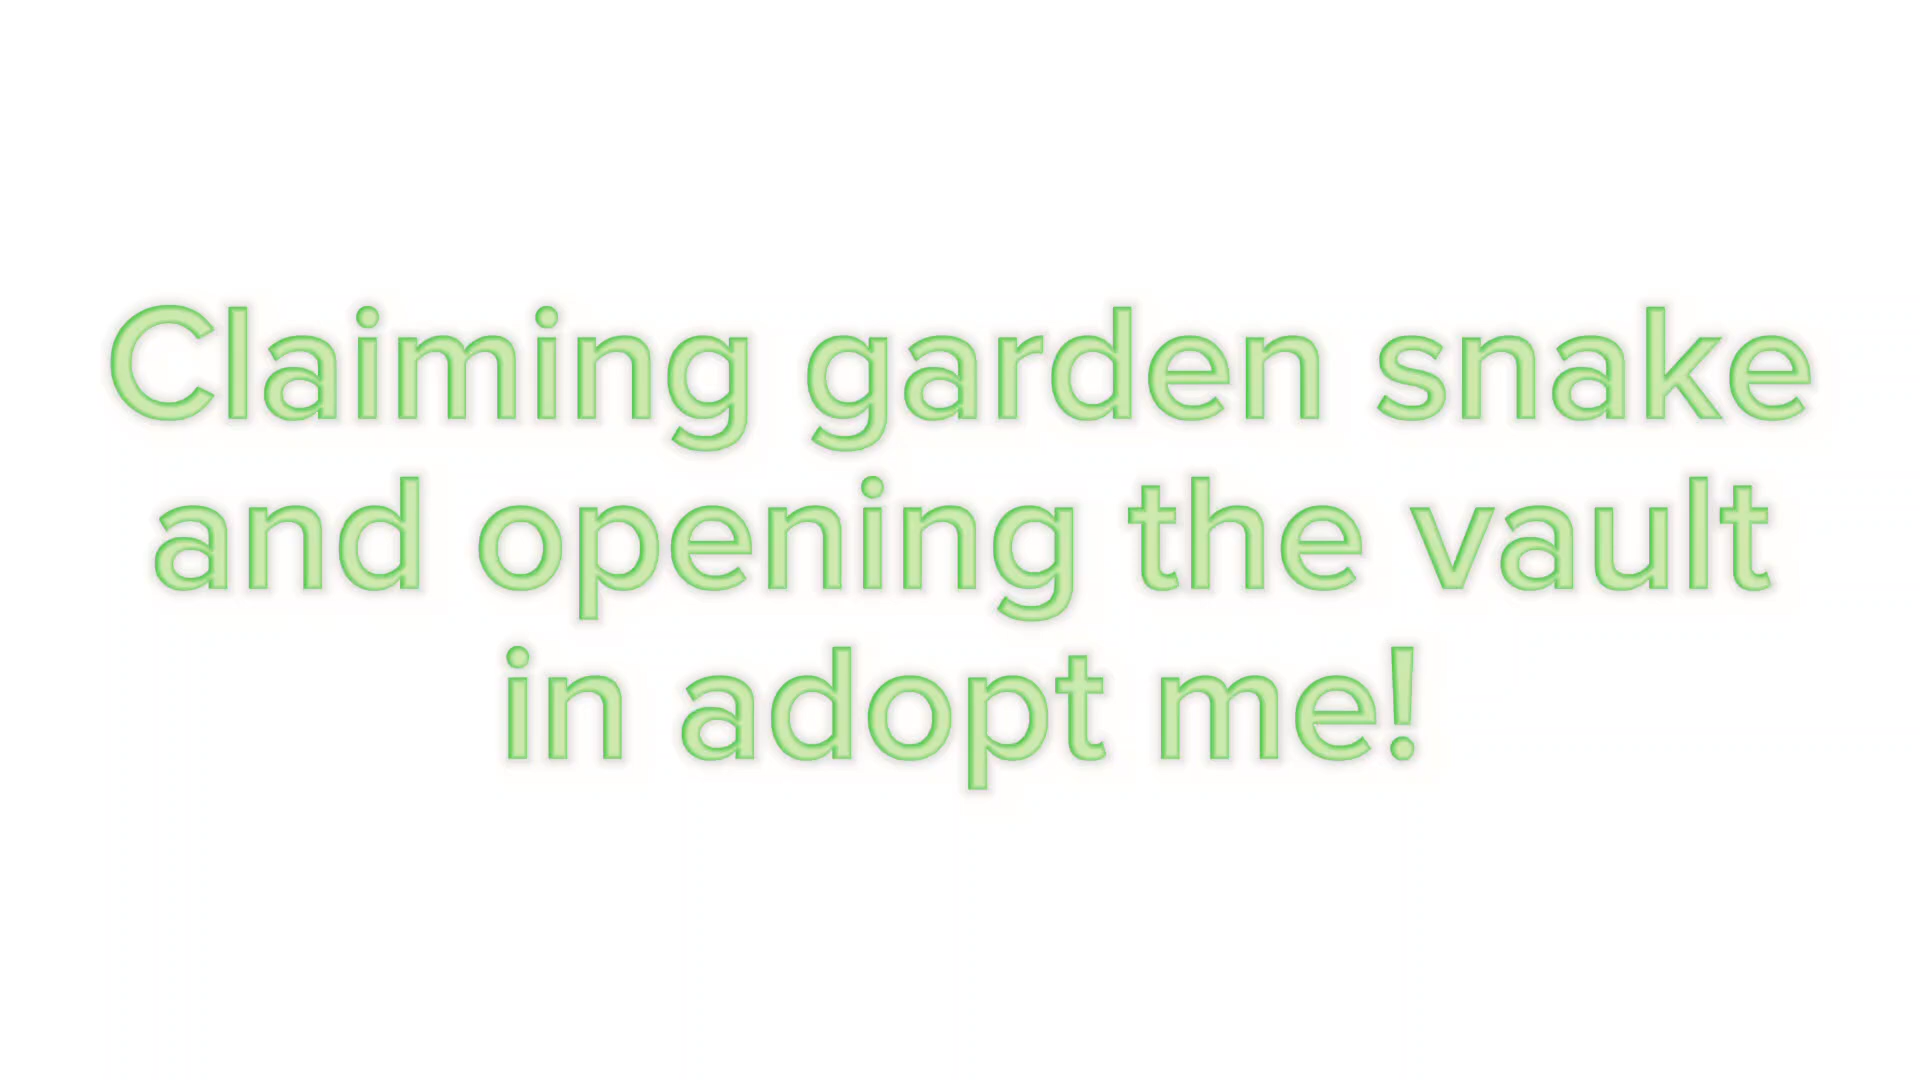 Claiming garden snake
and opening the vault
in adopt me!